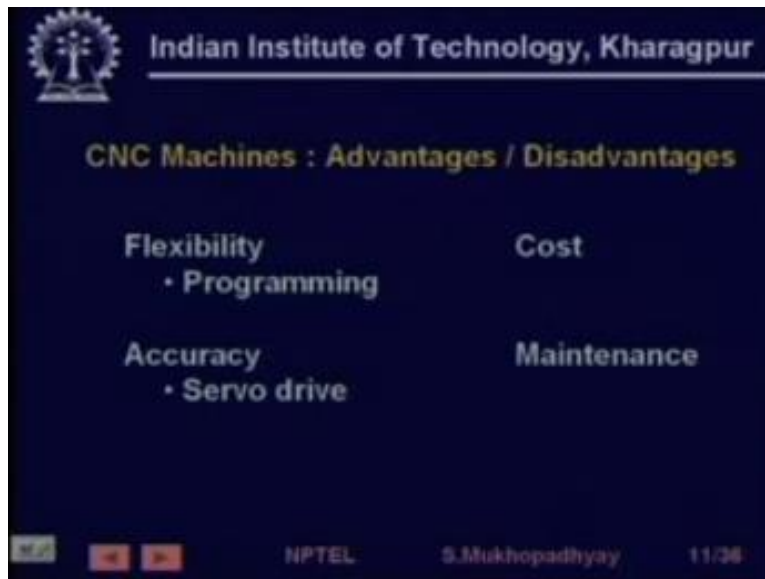 Indian Institute of Technology, Kharagpur
CNC Machines : Advantages / Disadvantages
Flexibility
• Programming
Cost
Accuracy
• Servo drive
Maintenance
NPTEL
S.Mukhopadhyay
11/36